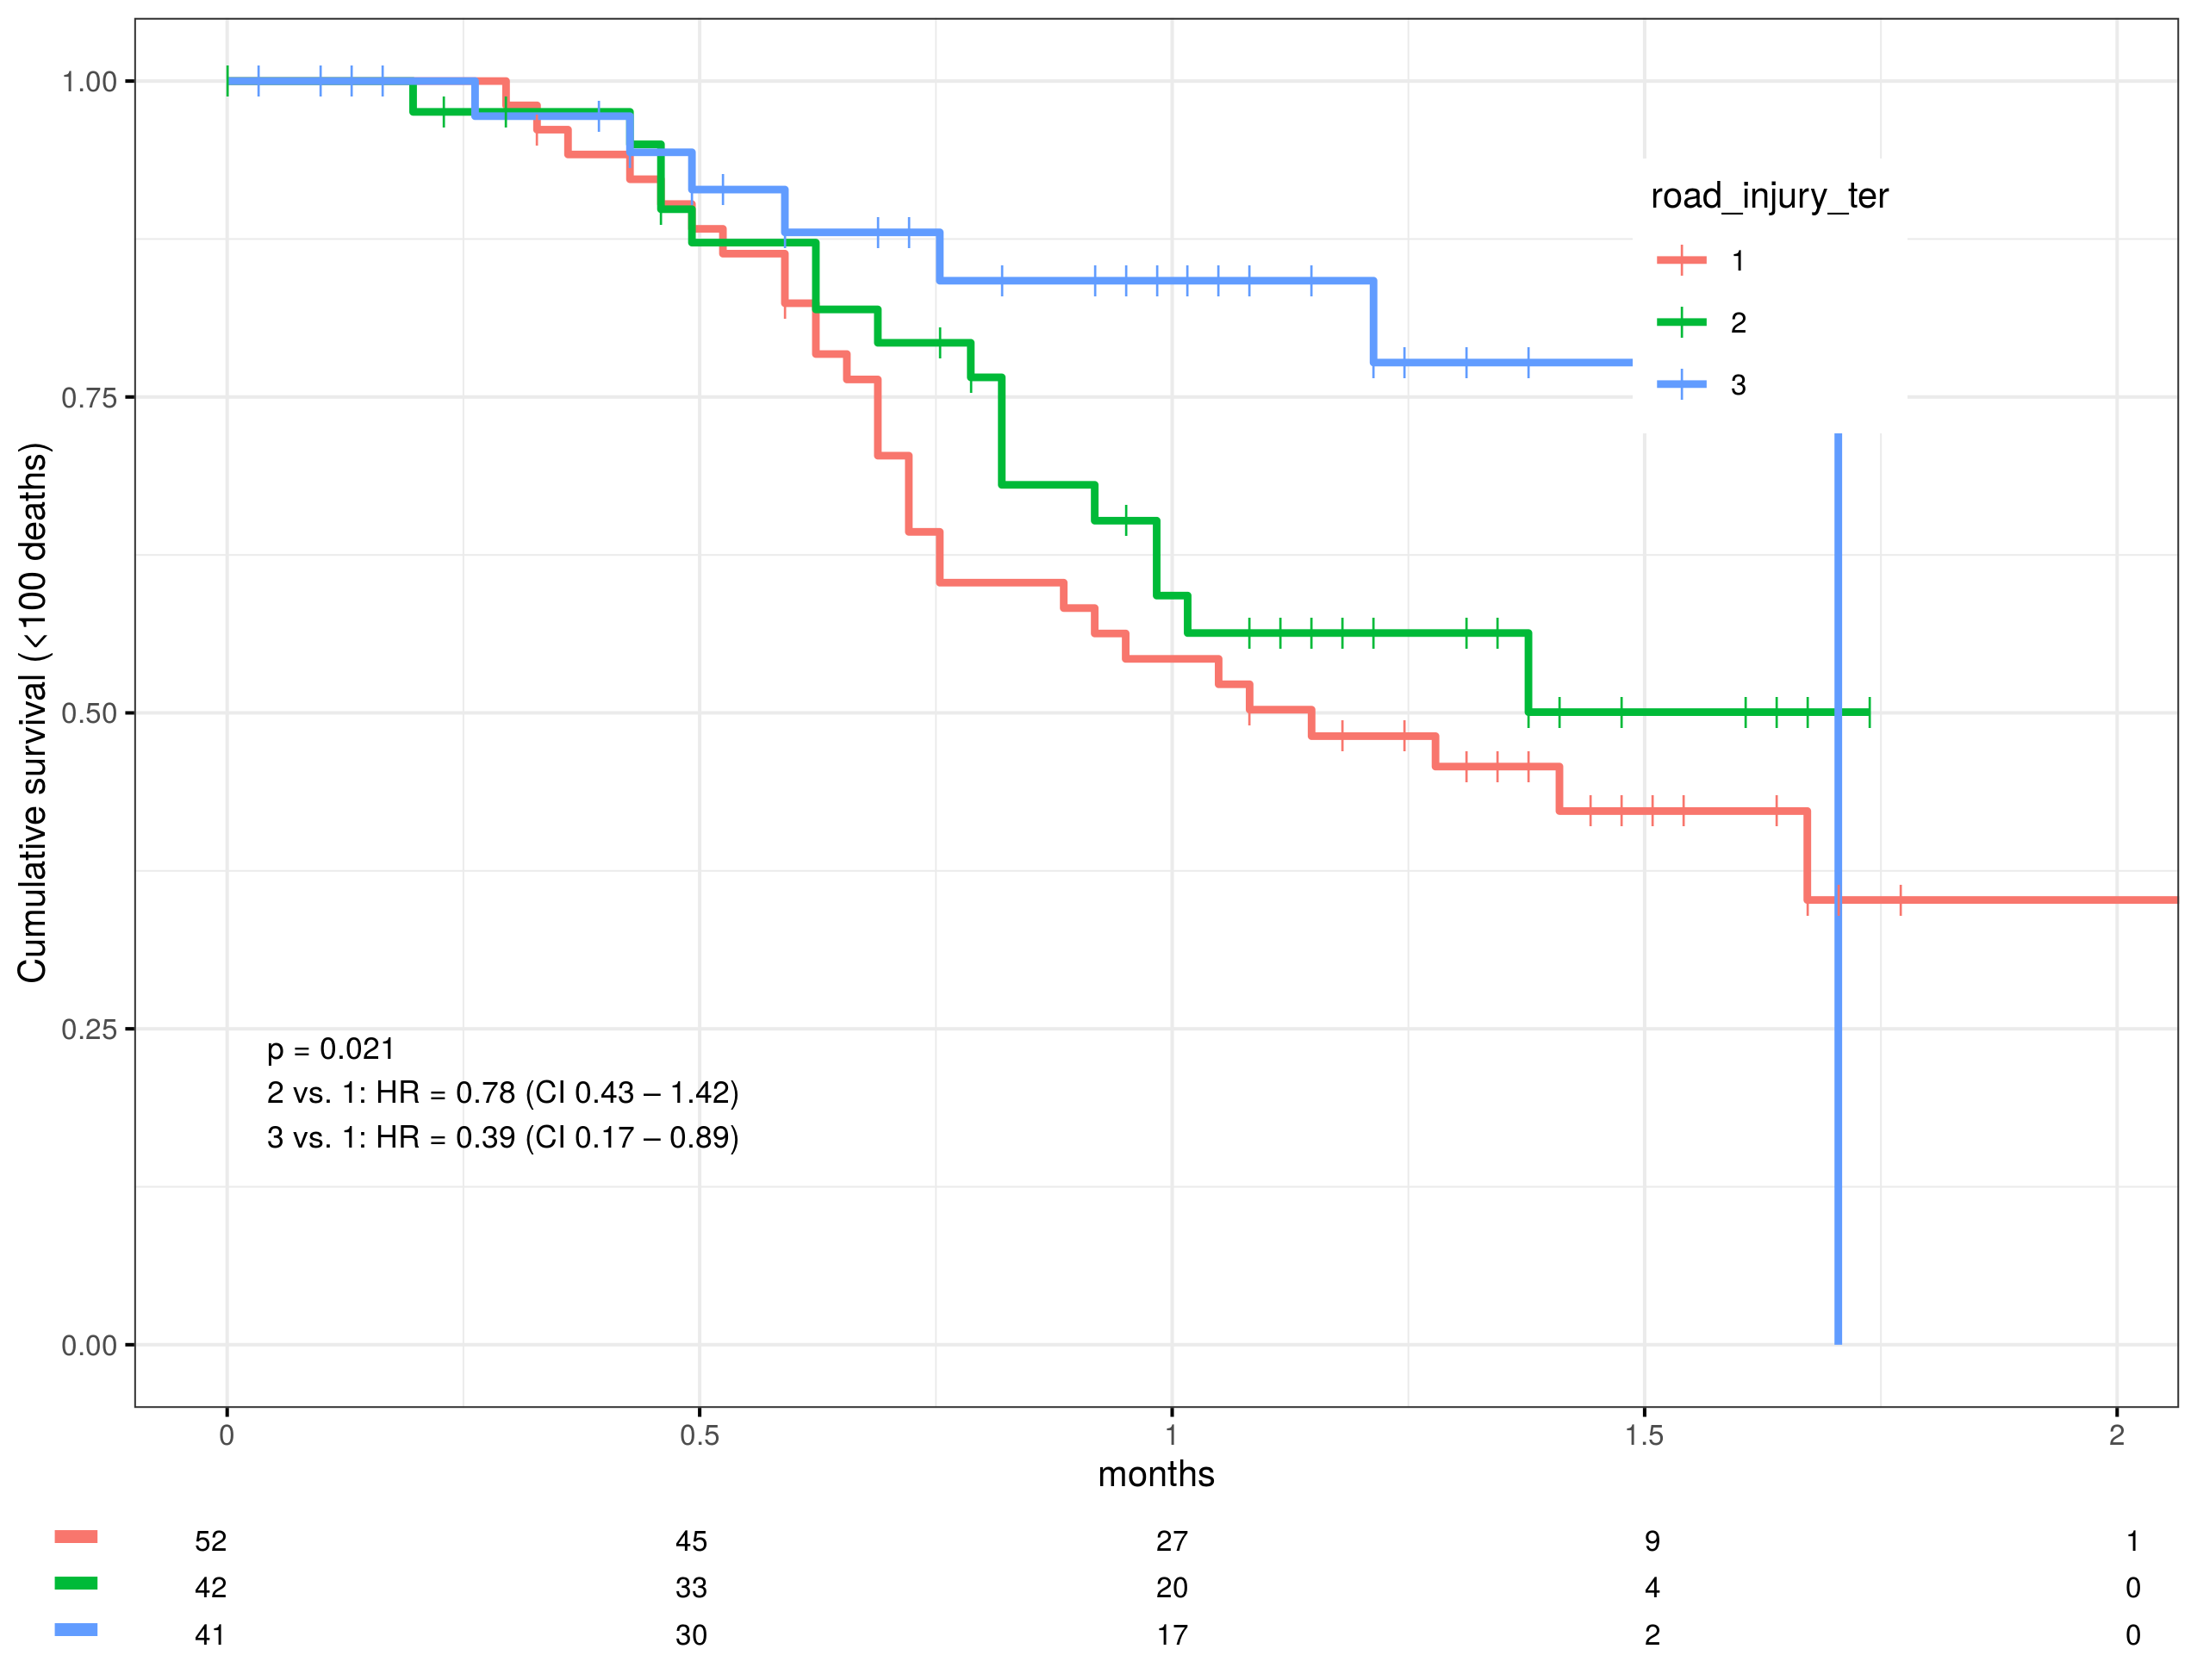 Cumulative survival (<100 deaths)
1.00
0.75
0.50
0.25
0.00
road_injury_ter
1
2
3
p = 0.021
2 vs. 1: HR = 0.78 (CI 0.43 – 1.42)
3 vs. 1: HR = 0.39 (CI 0.17 – 0.89)
0 0.5 1 1.5 2
months
52 45 27 9 1
42 33 20 4 0
41 30 17 2 0